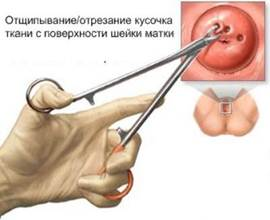 Отщипывание/отрезание кусочка
ткани с поверхности шейки матки